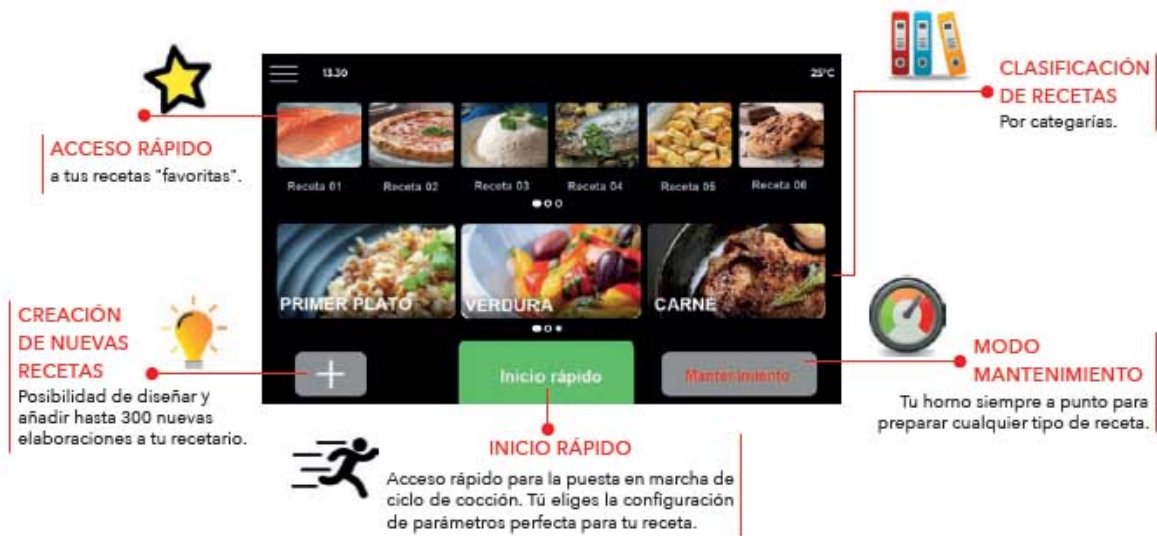 13.30
25°C
Receta 01
Receta 02
Receta 03
Receta 04
Receta 05
Receta 06
PRIMER PLATO
VERDURA
CARNE
Inicio rápido
Mantenimiento
ACCESO RÁPIDO
a tus recetas "favoritas".
CLASIFICACIÓN
DE RECETAS
Por categarías.
CREACIÓN
DE NUEVAS
RECETAS
Posibilidad de diseñar y
añadir hasta 300 nuevas
elaboraciones a tu recetario.
MODO
MANTENIMIENTO
Tu horno siempre a punto para
preparar cualquier tipo de receta.
INICIO RÁPIDO
Acceso rápido para la puesta en marcha de
ciclo de cocción. Tú eliges la configuración
de parámetros perfecta para tu receta.